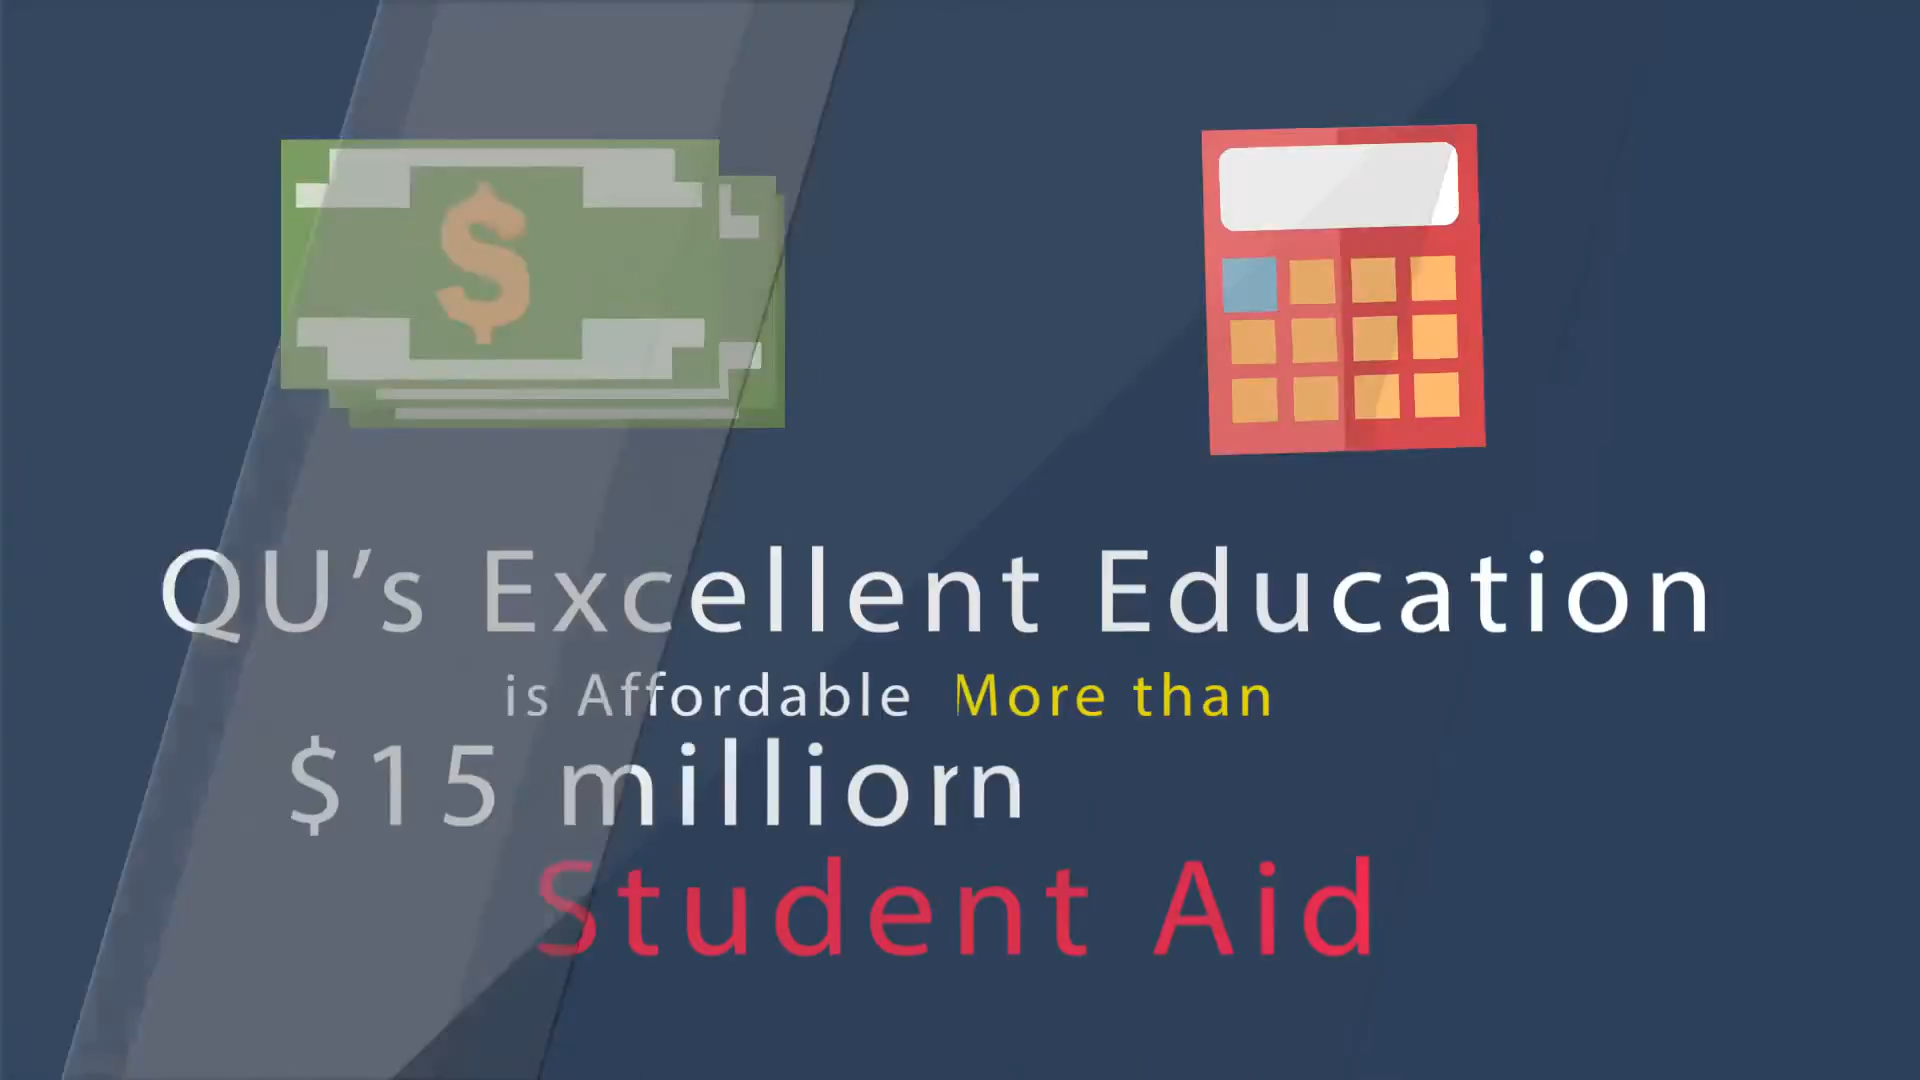 $
QU’s Excellent Education
is Affordable More than
$15 milliorn
Student Aid